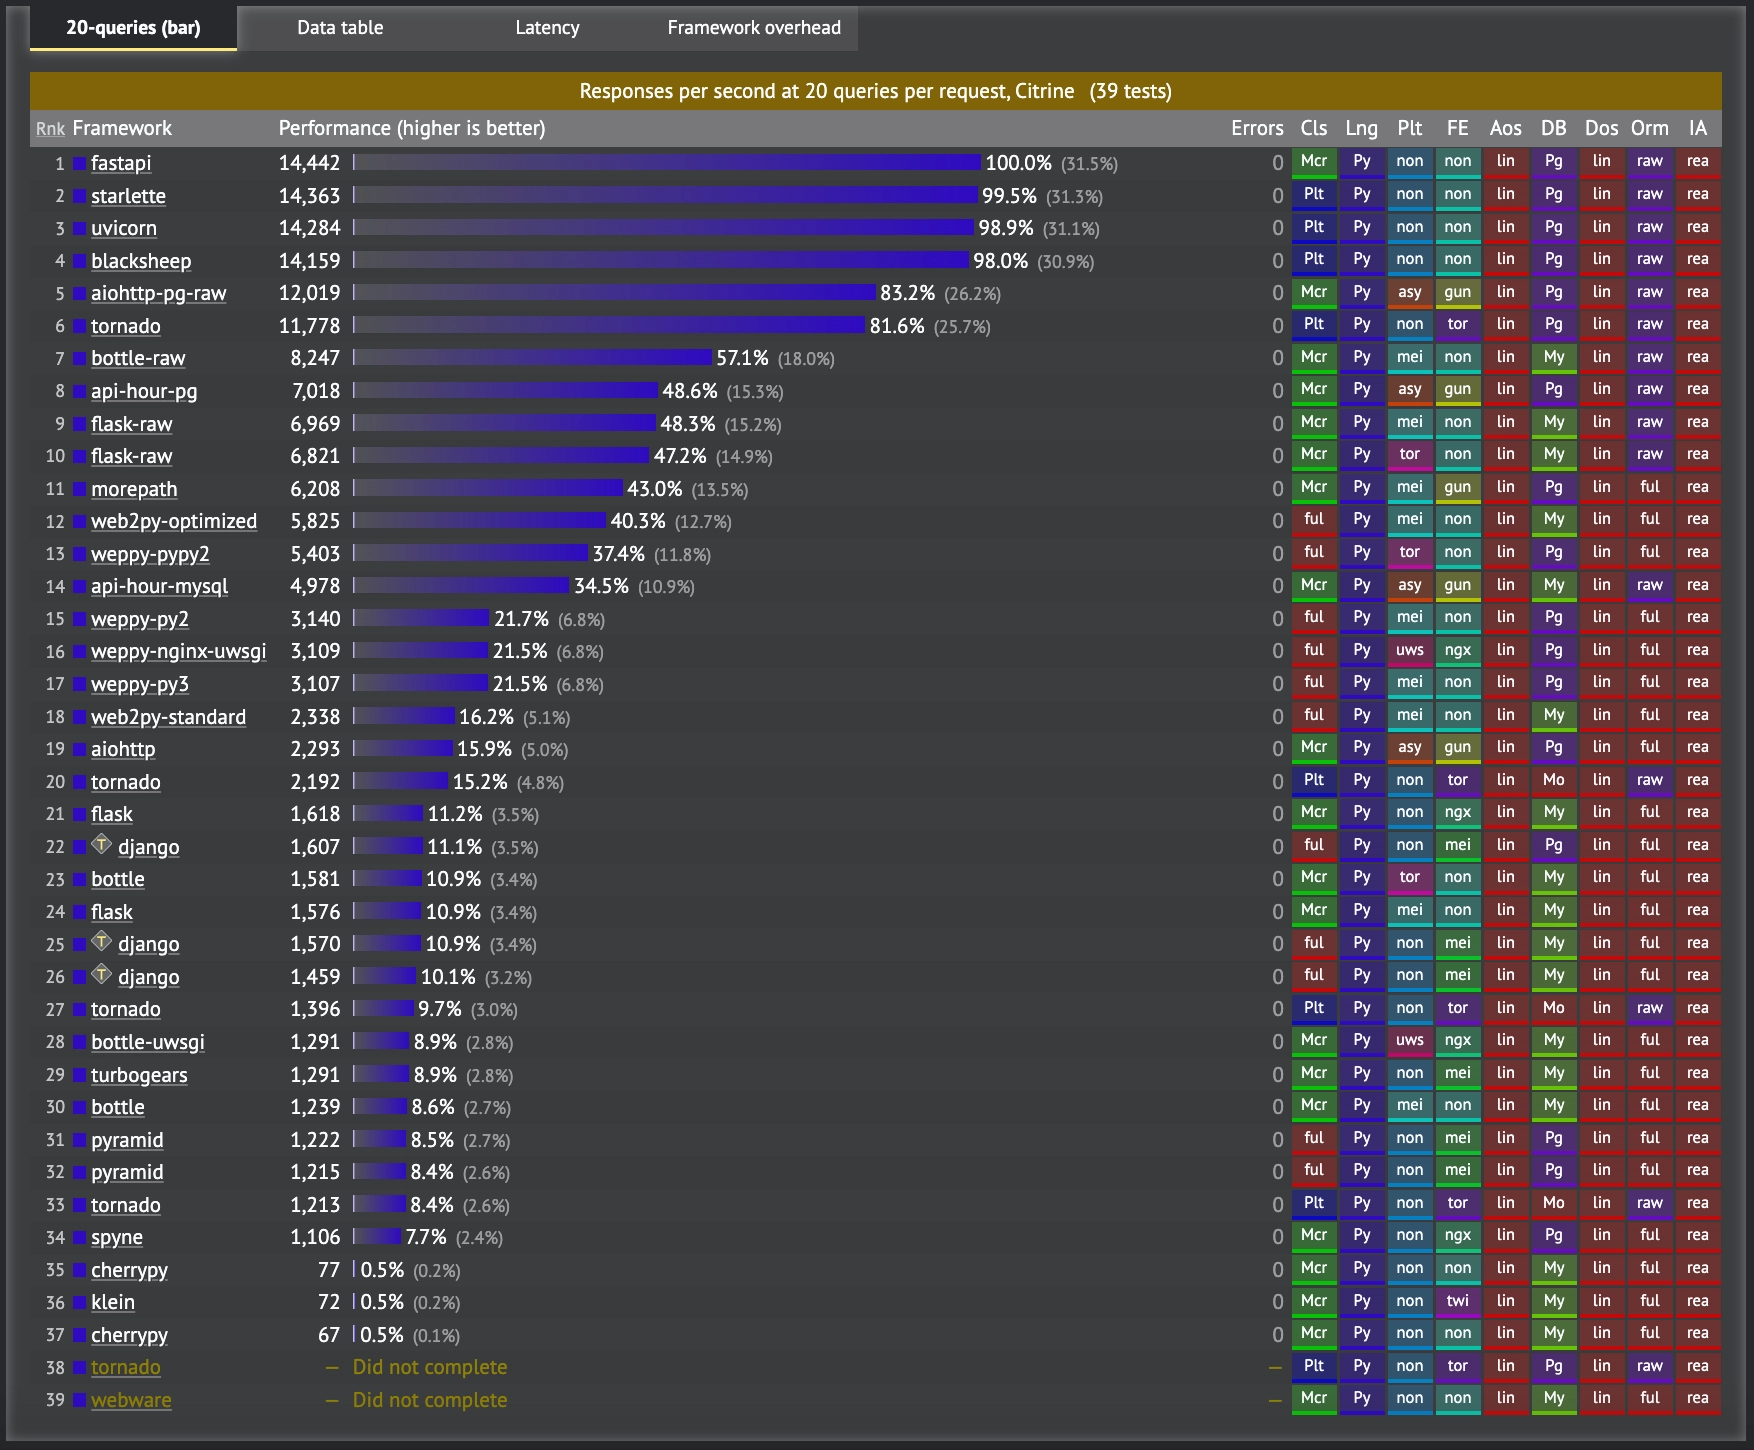 20-queries (bar) Data table Latency Framework overhead
Responses per second at 20 queries per request, Citrine (39 tests)
Rnk Framework Performance (higher is better) Errors Cls Lng Plt FE Aos DB Dos Orm IA
1 fastapi 14,442 100.0% (31.5%) 0 Mcr Py non non lin Pg lin raw rea
2 starlette 14,363 99.5% (31.3%) 0 Plt Py non non lin Pg lin raw rea
3 uvicorn 14,284 98.9% (31.1%) 0 Plt Py non non lin Pg lin raw rea
4 blacksheep 14,159 98.0% (30.9%) 0 Plt Py non non lin Pg lin raw rea
5 aiohttp-pg-raw 12,019 83.2% (26.2%) 0 Mcr Py asy gun lin Pg lin raw rea
6 tornado 11,778 81.6% (25.7%) 0 Plt Py non tor lin Pg lin raw rea
7 bottle-raw 8,247 57.1% (18.0%) 0 Mcr Py mei non lin My lin raw rea
8 api-hour-pg 7,018 48.6% (15.3%) 0 Mcr Py asy gun lin Pg lin raw rea
9 flask-raw 6,969 48.3% (15.2%) 0 Mcr Py mei non lin My lin raw rea
10 flask-raw 6,821 47.2% (14.9%) 0 Mcr Py tor non lin My lin raw rea
11 morepath 6,208 43.0% (13.5%) 0 Mcr Py mei gun lin Pg lin ful rea
12 web2py-optimized 5,825 40.3% (12.7%) 0 ful Py mei non lin My lin ful rea
13 weppy-pypy2 5,403 37.4% (11.8%) 0 ful Py tor non lin Pg lin ful rea
14 api-hour-mysql 4,978 34.5% (10.9%) 0 Mcr Py asy gun lin My lin raw rea
15 weppy-py2 3,140 21.7% (6.8%) 0 ful Py mei non lin Pg lin ful rea
16 weppy-nginx-uwsgi 3,109 21.5% (6.8%) 0 ful Py uws ngx lin Pg lin ful rea
17 weppy-py3 3,107 21.5% (6.8%) 0 ful Py mei non lin Pg lin ful rea
18 web2py-standard 2,338 16.2% (5.1%) 0 ful Py mei non lin My lin ful rea
19 aiohttp 2,293 15.9% (5.0%) 0 Mcr Py asy gun lin Pg lin ful rea
20 tornado 2,192 15.2% (4.8%) 0 Plt Py non tor lin Mo lin raw rea
21 flask 1,618 11.2% (3.5%) 0 Mcr Py non ngx lin My lin ful rea
22 T django 1,607 11.1% (3.5%) 0 ful Py non mei lin Pg lin ful rea
23 bottle 1,581 10.9% (3.4%) 0 Mcr Py tor non lin My lin ful rea
24 flask 1,576 10.9% (3.4%) 0 Mcr Py mei non lin My lin ful rea
25 T django 1,570 10.9% (3.4%) 0 ful Py non mei lin My lin ful rea
26 T django 1,459 10.1% (3.2%) 0 ful Py non mei lin My lin ful rea
27 tornado 1,396 9.7% (3.0%) 0 Plt Py non tor lin Mo lin raw rea
28 bottle-uwsgi 1,291 8.9% (2.8%) 0 Mcr Py uws ngx lin My lin ful rea
29 turbogears 1,291 8.9% (2.8%) 0 Mcr Py non mei lin My lin ful rea
30 bottle 1,239 8.6% (2.7%) 0 Mcr Py mei non lin My lin ful rea
31 pyramid 1,222 8.5% (2.7%) 0 ful Py non mei lin Pg lin ful rea
32 pyramid 1,215 8.4% (2.6%) 0 ful Py non mei lin Pg lin ful rea
33 tornado 1,213 8.4% (2.6%) 0 Plt Py non tor lin Mo lin raw rea
34 spyne 1,106 7.7% (2.4%) 0 Mcr Py non ngx lin Pg lin ful rea
35 cherrypy 77 0.5% (0.2%) 0 Mcr Py non non lin My lin ful rea
36 klein 72 0.5% (0.2%) 0 Mcr Py non twi lin My lin ful rea
37 cherrypy 67 0.5% (0.1%) 0 Mcr Py non non lin My lin ful rea
38 tornado — Did not complete — Plt Py non tor lin Pg lin raw rea
39 webware — Did not complete — Mcr Py non non lin My lin ful rea